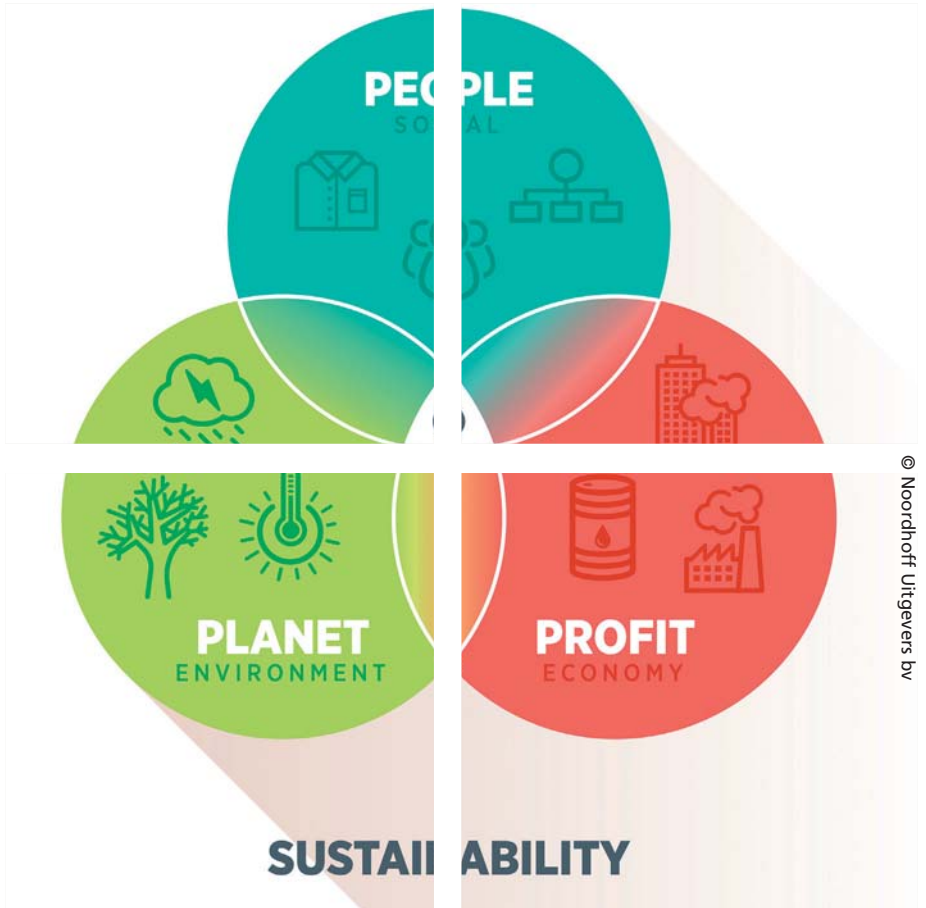 PEOPLE
SOCIAL
PLANET
ENVIRONMENT
PROFIT
ECONOMY
SUSTAINABILITY
© Noordhoff Uitgevers bv